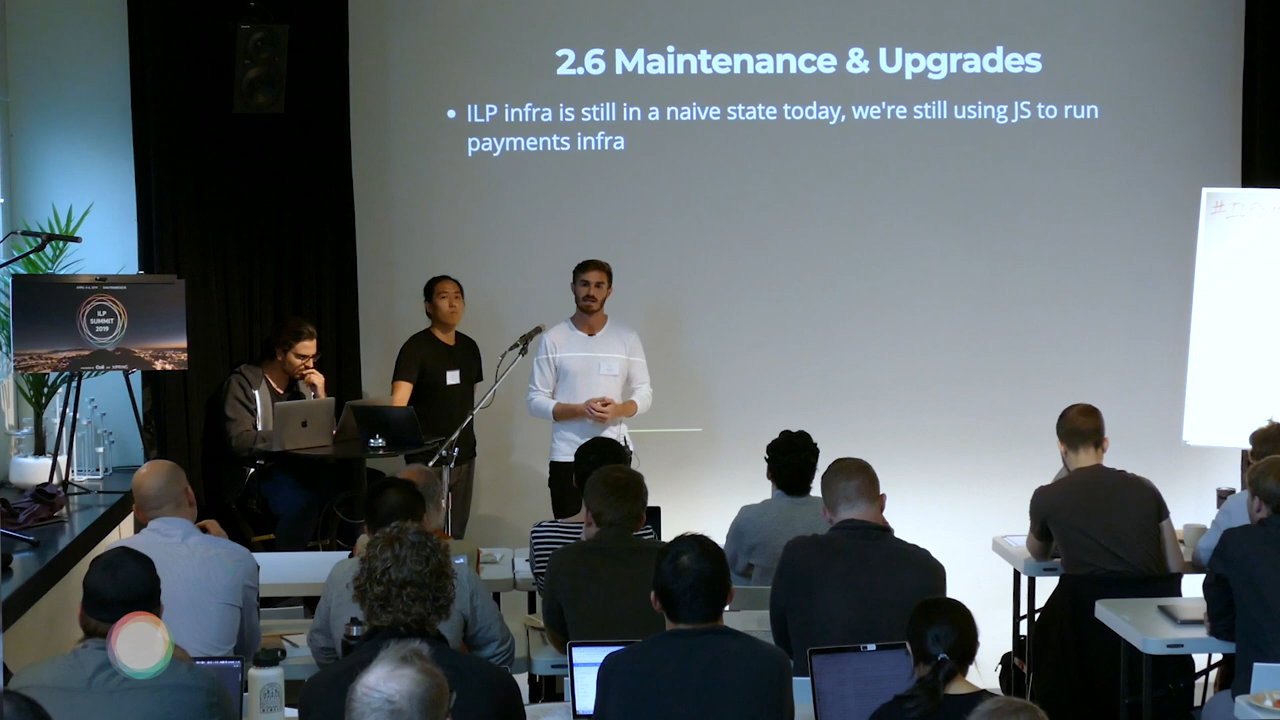 2.6 Maintenance & Upgrades
• ILP infra is still in a naive state today, we're still using JS to run
payments infra
ILP
SUMMIT
2019